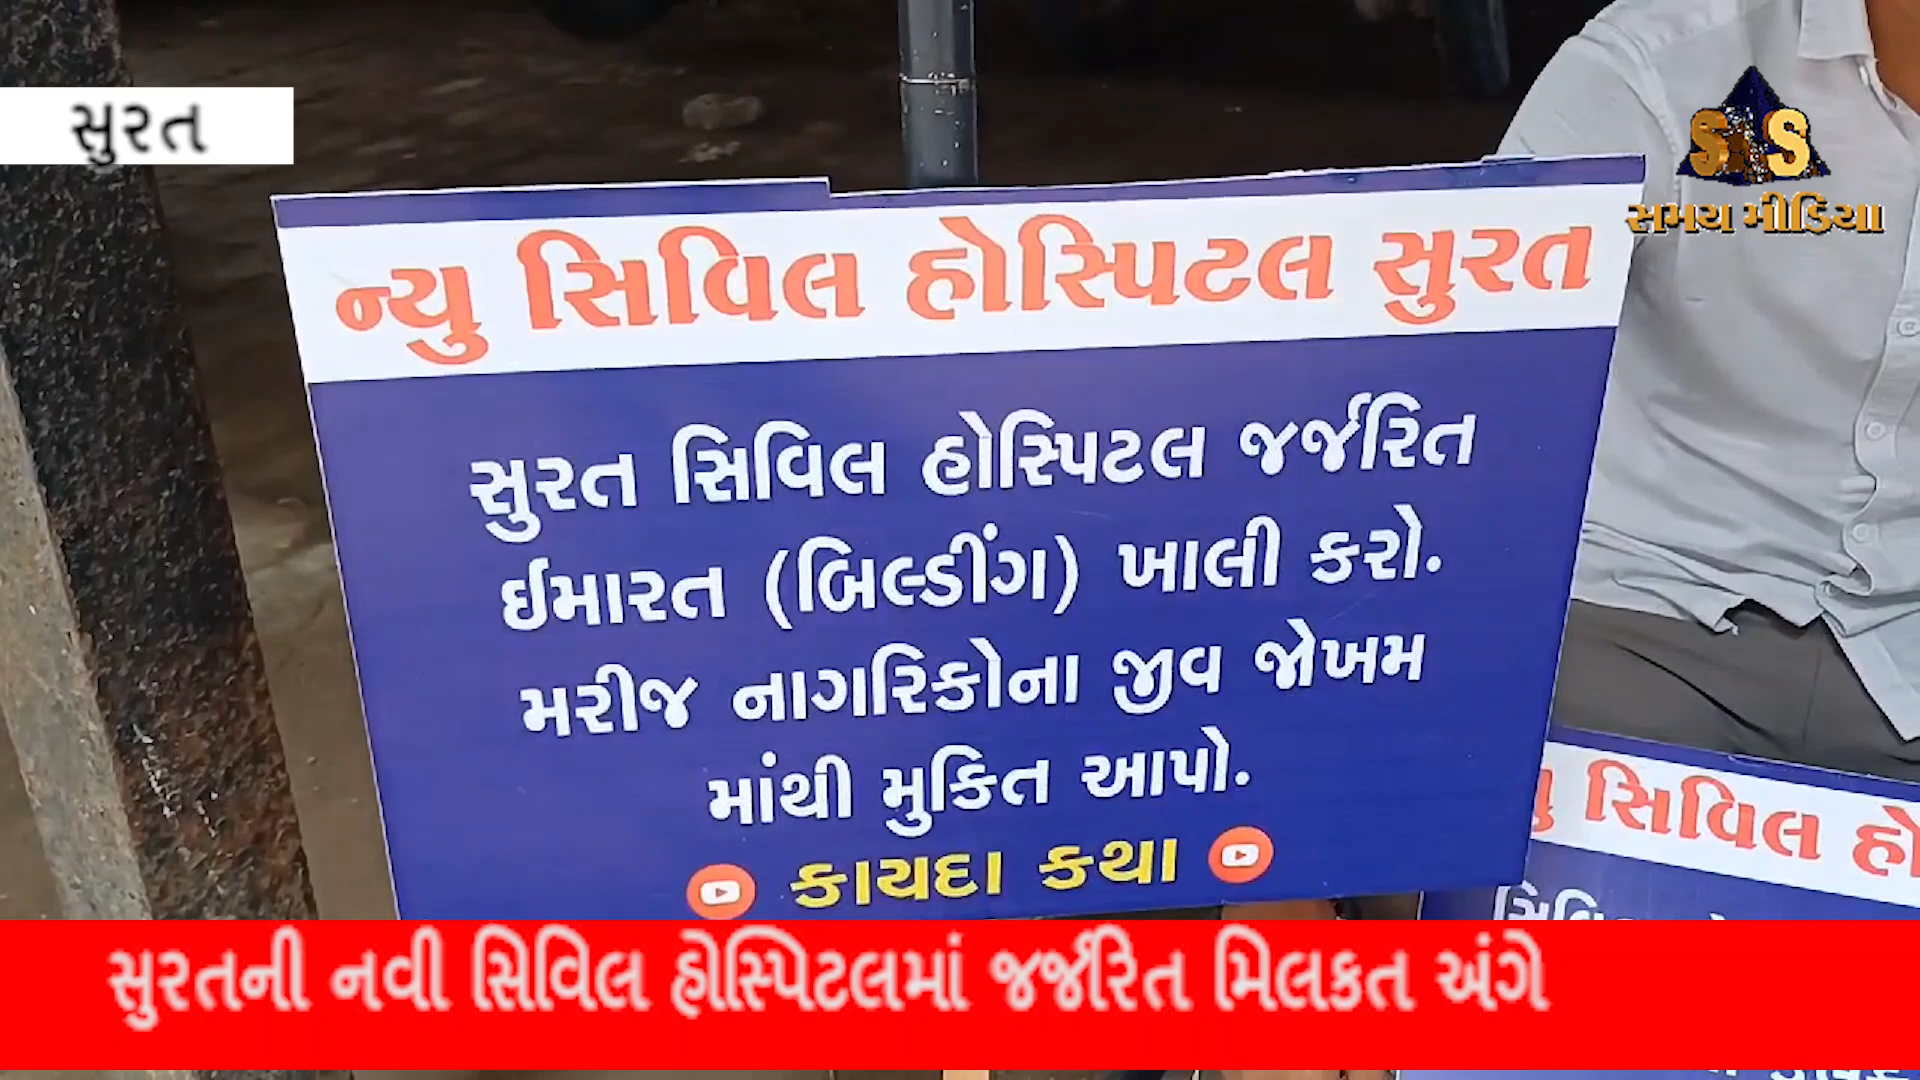 સુરત
SMS
સમય મીડિયા
ન્યુ સિવિલ હોસ્પિટલ સુરત
સુરત સિવિલ હોસ્પિટલ જર્જરિત
ઈમારત (બિલ્ડીંગ) ખાલી કરો.
મરીજ નાગરિકોના જીવ જોખમ
માંથી મુકિત આપો.
કાયદા કથા
સિવિલ હો
સુરતની નવી સિવિલ હોસ્પિટલમાં જર્જરિત મિલકત અંગે